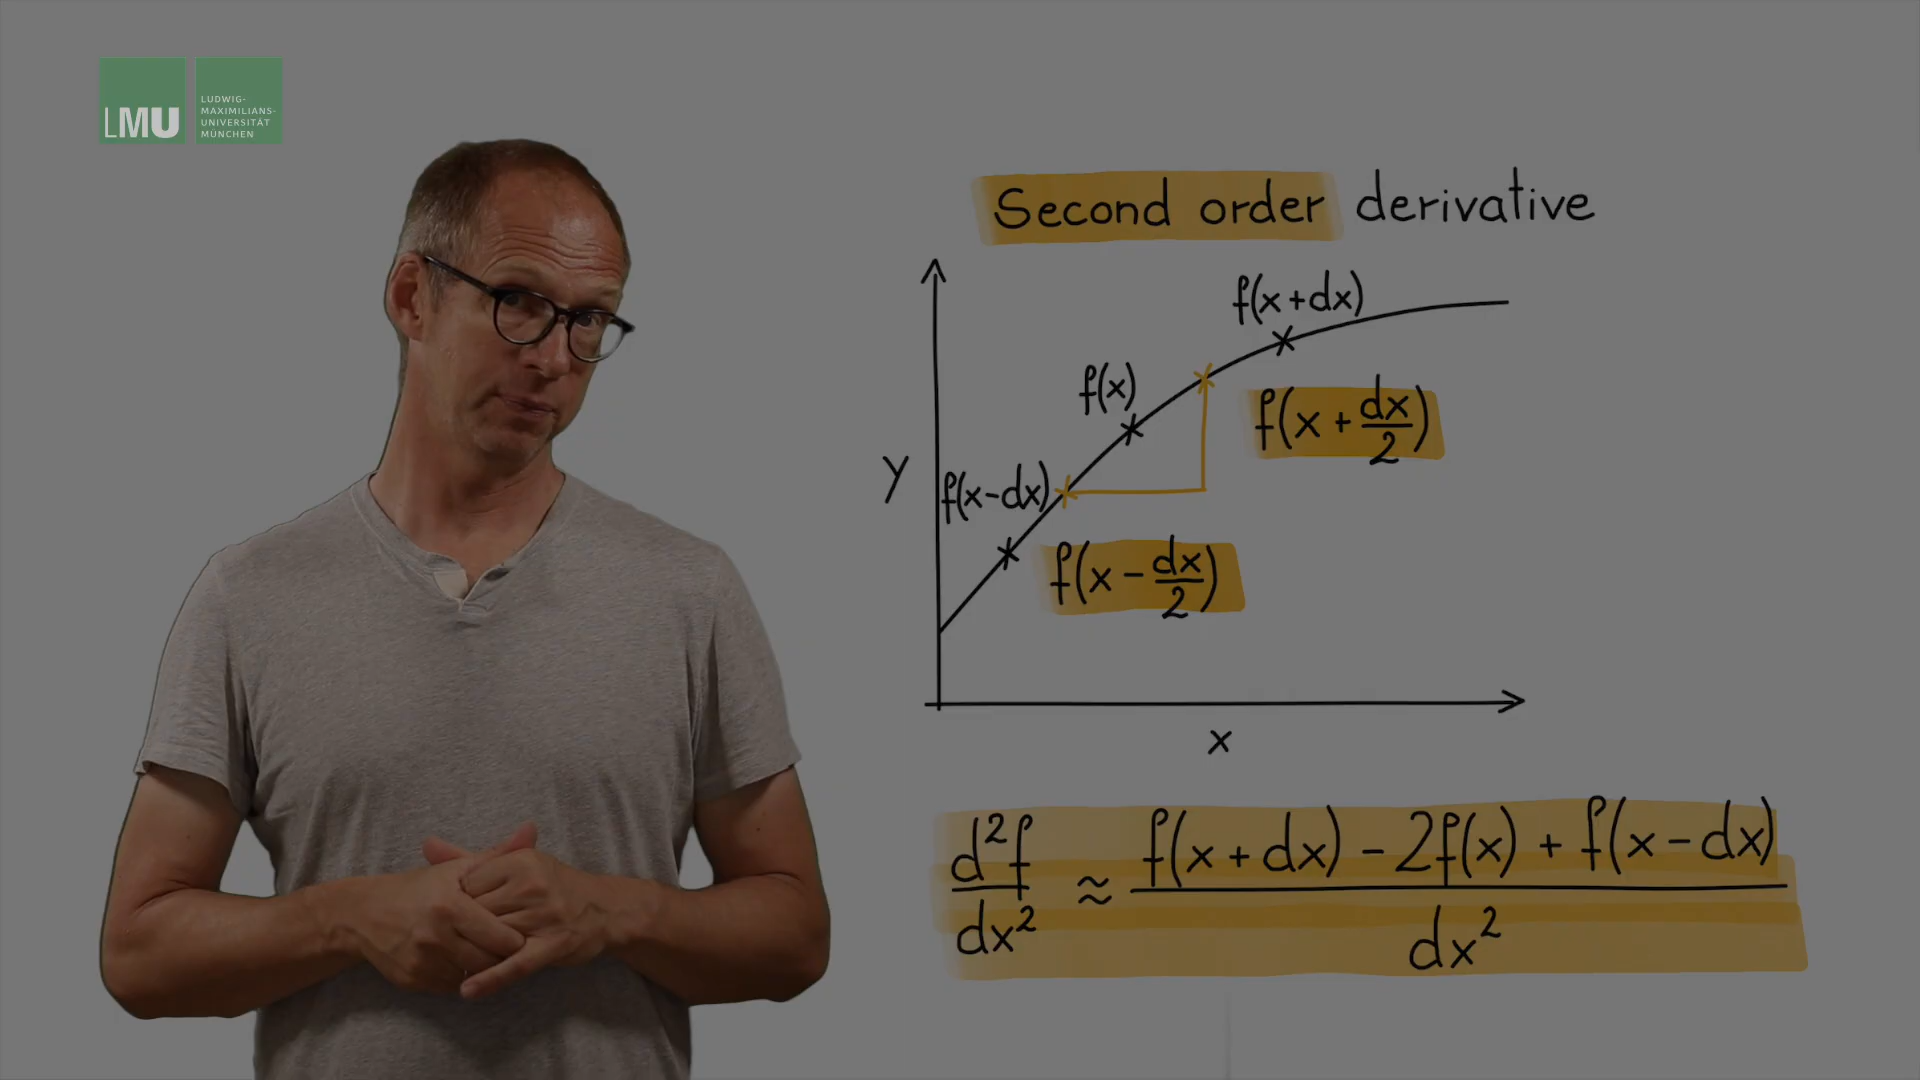 LMU
LUDWIG-
MAXIMILIANS-
UNIVERSITÄT
MÜNCHEN
Second order derivative
f(x+dx)
f(x)
f(x + dx/2)
y
f(x-dx)
f(x - dx/2)
x
d²f/dx² ≈ (f(x+dx) - 2f(x) + f(x-dx))/dx²